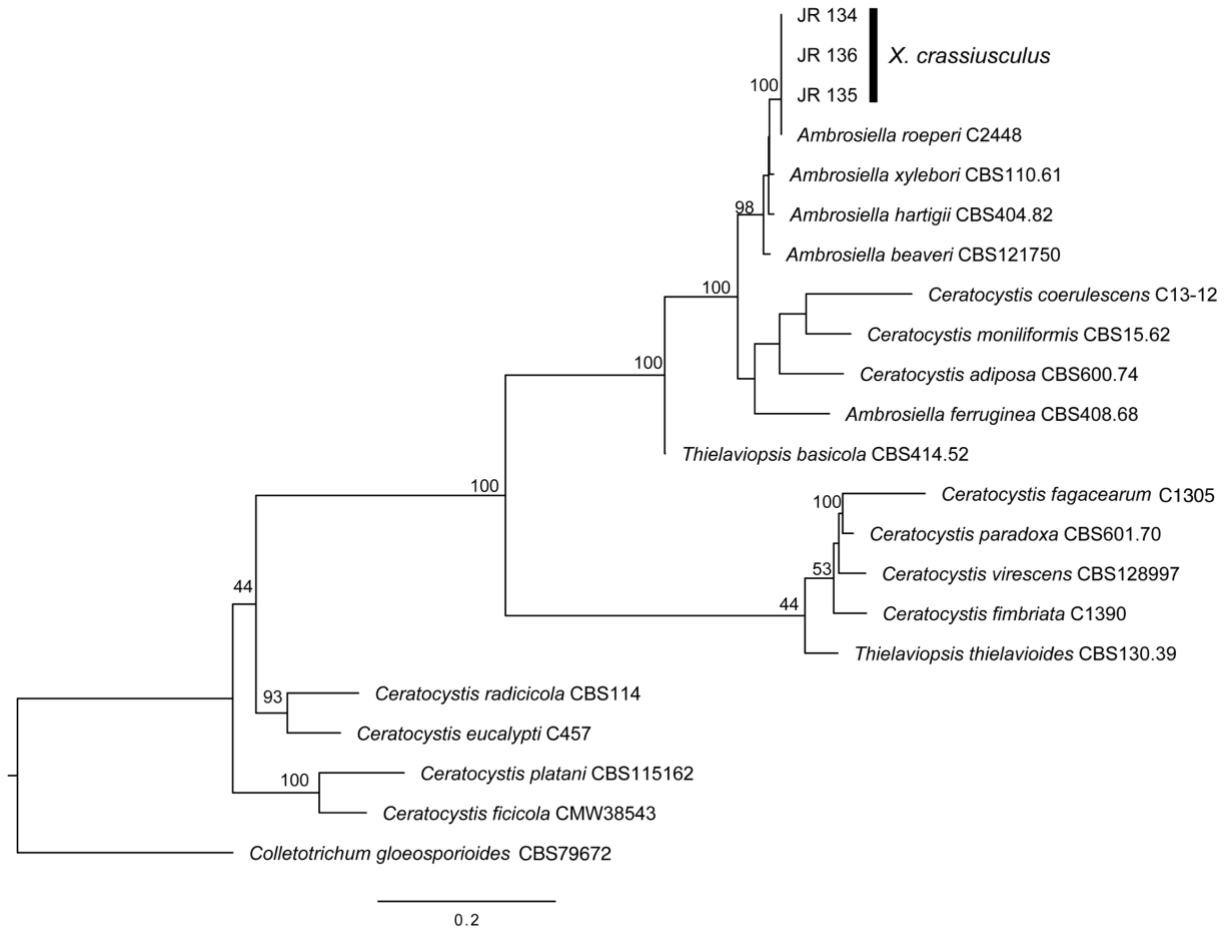 JR 134
JR 136
X. crassiusculus
JR 135
100
Ambrosiella roeperi C2448
Ambrosiella xylebori CBS110.61
98
Ambrosiella hartigii CBS404.82
Ambrosiella beaveri CBS121750
100
Ceratocystis coerulescens C13-12
Ceratocystis moniliformis CBS15.62
100
Ceratocystis adiposa CBS600.74
Ambrosiella ferruginea CBS408.68
Thielaviopsis basicola CBS414.52
100
Ceratocystis fagacearum C1305
100
Ceratocystis paradoxa CBS601.70
53
Ceratocystis virescens CBS128997
44
44
Ceratocystis fimbriata C1390
Thielaviopsis thielavioides CBS130.39
93
Ceratocystis radicicola CBS114
Ceratocystis eucalypti C457
100
Ceratocystis platani CBS115162
Ceratocystis ficicola CMW38543
Colletotrichum gloeosporioides CBS79672
0.2